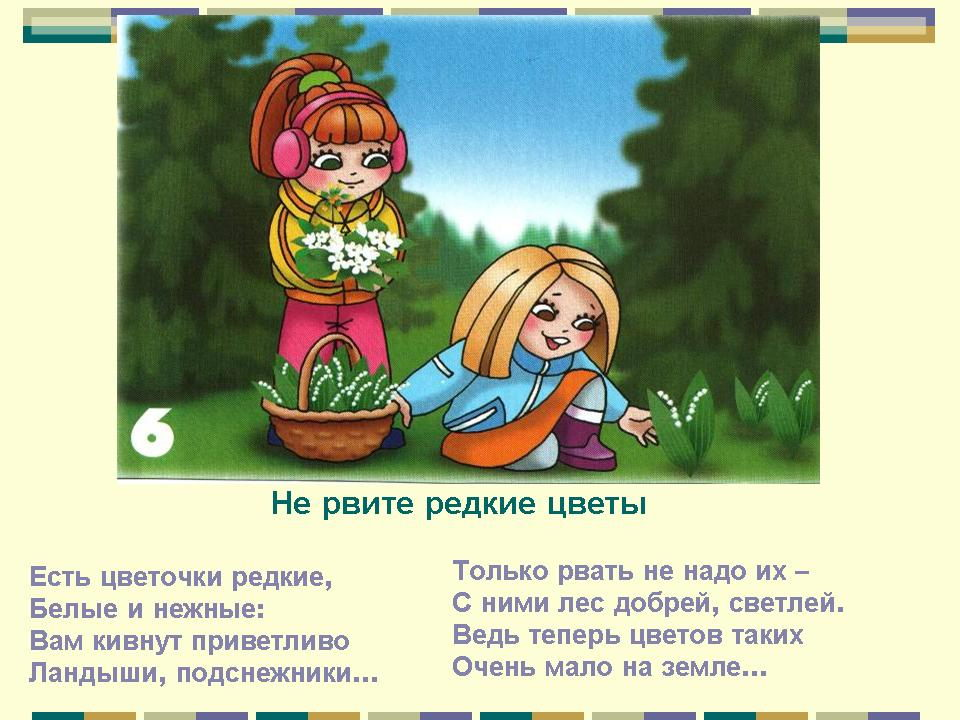 6
Не рвите редкие цветы
Есть цветочки редкие,
Белые и нежные:
Вам кивнут приветливо
Ландыши, подснежники...
Только рвать не надо их –
С ними лес добрей, светлей.
Ведь теперь цветов таких
Очень мало на земле...